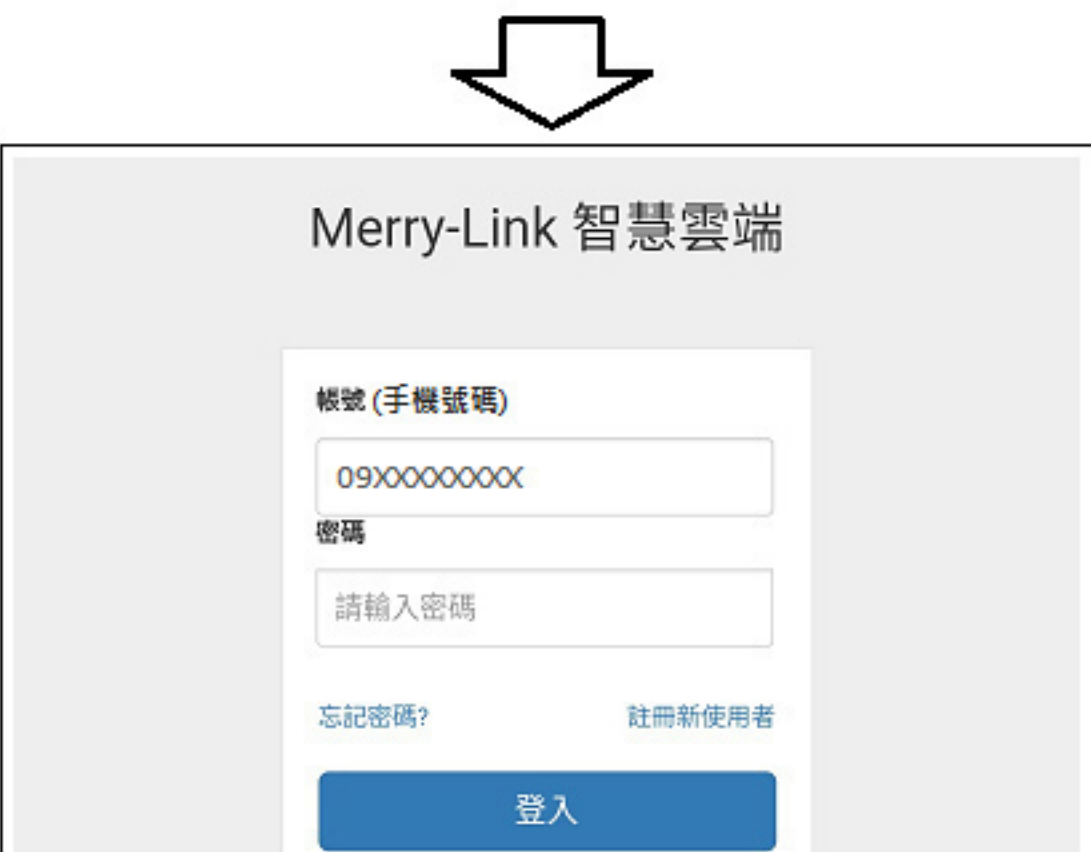 Merry-Link 智慧雲端
帳號 (手機號碼)
09XXXXXXXX
密碼
請輸入密碼
忘記密碼? 註冊新使用者
登入